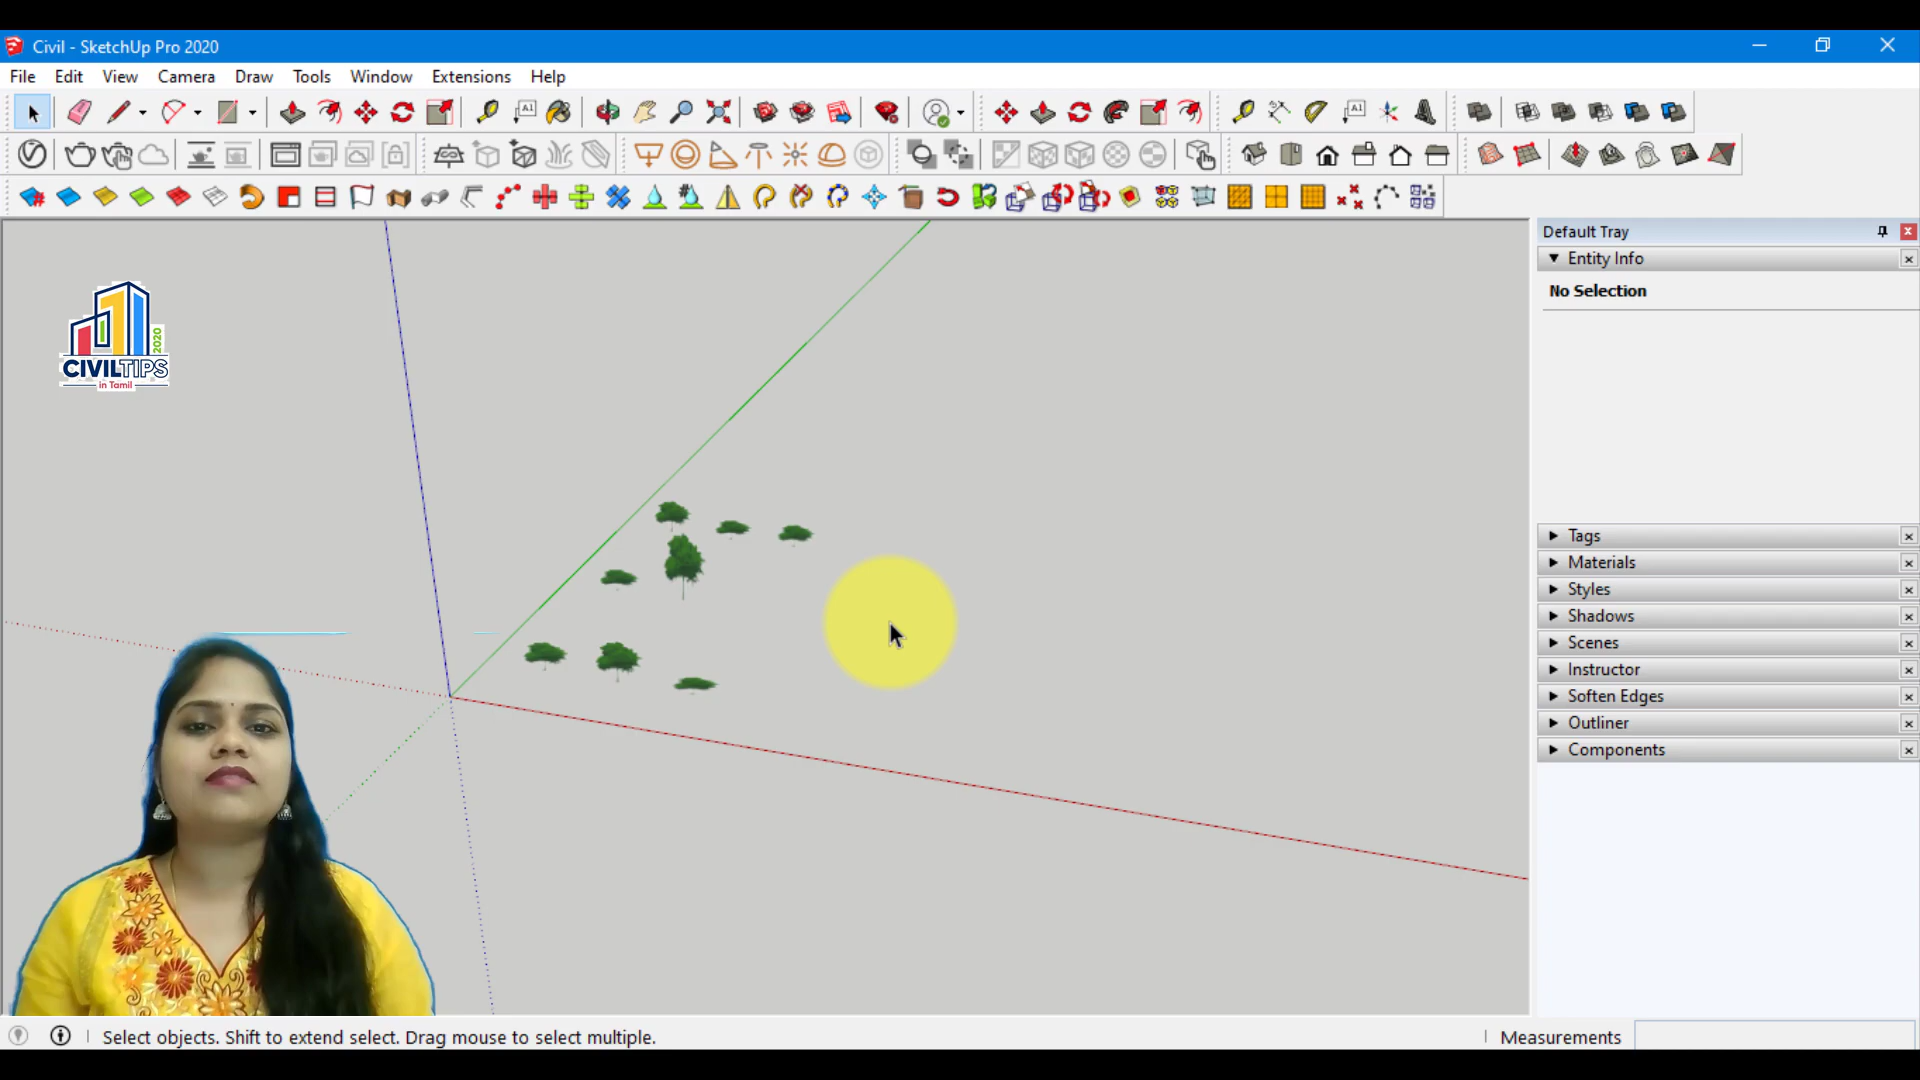 Civil - SketchUp Pro 2020
File Edit View Camera Draw Tools Window Extensions Help
Default Tray
Entity Info
No Selection
CIVILTIPS
2020
in Tamil
Tags
Materials
Styles
Shadows
Scenes
Instructor
Soften Edges
Outliner
Components
Select objects. Shift to extend select. Drag mouse to select multiple.
Measurements